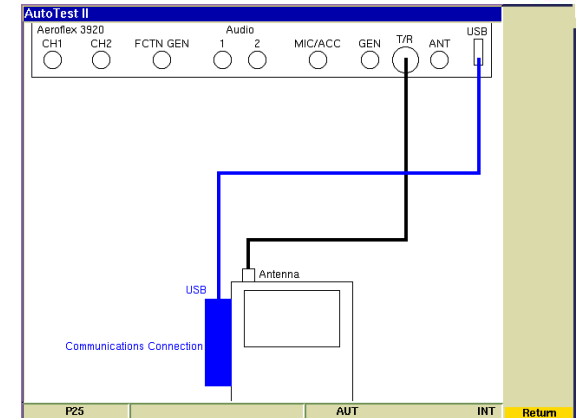 AutoTest II
Aeroflex 3920
Audio
USB
CH1 CH2 FCTN GEN 1 2 MIC/ACC GEN T/R ANT
Antenna
USB
Communications Connection
P25 AUT INT Return